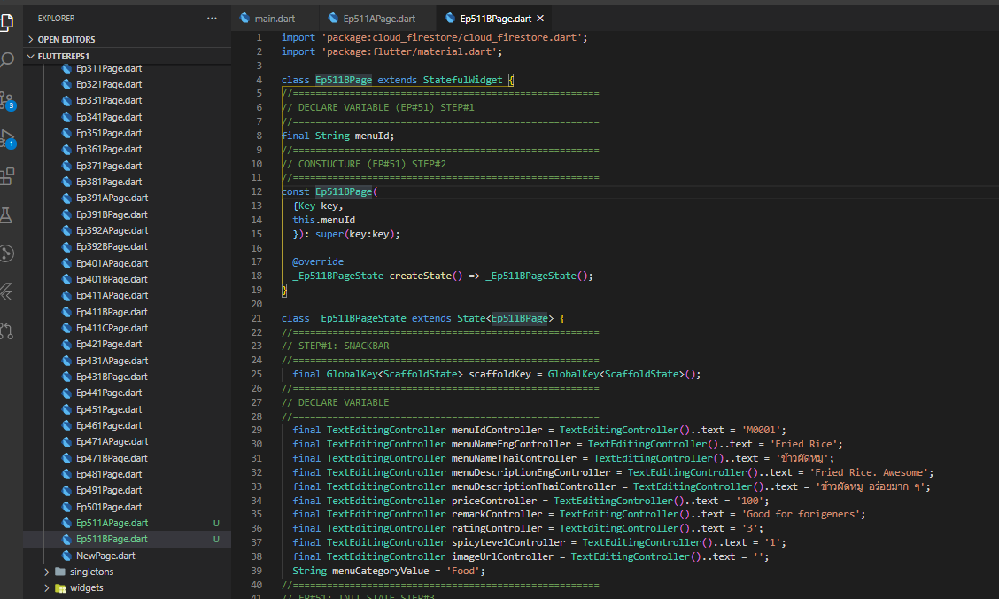 EXPLORER
OPEN EDITORS
FLUTTEREP51
Ep311Page.dart
Ep321Page.dart
Ep331Page.dart
Ep341Page.dart
Ep351Page.dart
Ep361Page.dart
Ep371Page.dart
Ep381Page.dart
Ep391APage.dart
Ep391BPage.dart
Ep392APage.dart
Ep392BPage.dart
Ep401APage.dart
Ep401BPage.dart
Ep411APage.dart
Ep411BPage.dart
Ep411CPage.dart
Ep421Page.dart
Ep431APage.dart
Ep431BPage.dart
Ep441Page.dart
Ep451Page.dart
Ep461Page.dart
Ep471APage.dart
Ep471BPage.dart
Ep481Page.dart
Ep491Page.dart
Ep501Page.dart
Ep511APage.dart U
Ep511BPage.dart U
NewPage.dart
singletons
widgets
3
1
main.dart Ep511APage.dart Ep511BPage.dart
1 import 'package:cloud_firestore/cloud_firestore.dart';
2 import 'package:flutter/material.dart';
3
4 class Ep511BPage extends StatefulWidget {
5 //======================================================
6 // DECLARE VARIABLE (EP#51) STEP#1
7 //======================================================
8 final String menuId;
9 //======================================================
10 // CONSTUCTURE (EP#51) STEP#2
11 //======================================================
12 const Ep511BPage(
13 {Key key,
14 this.menuId
15 }): super(key:key);
16
17 @override
18 _Ep511BPageState createState() => _Ep511BPageState();
19 }
20
21 class _Ep511BPageState extends State<Ep511BPage> {
22 //======================================================
23 // STEP#1: SNACKBAR
24 //======================================================
25 final GlobalKey<ScaffoldState> scaffoldKey = GlobalKey<ScaffoldState>();
26 //======================================================
27 // DECLARE VARIABLE
28 //======================================================
29 final TextEditingController menuIdController = TextEditingController()..text = 'M0001';
30 final TextEditingController menuNameEngController = TextEditingController()..text = 'Fried Rice';
31 final TextEditingController menuNameThaiController = TextEditingController()..text = 'ข้าวผัดหมู';
32 final TextEditingController menuDescriptionEngController = TextEditingController()..text = 'Fried Rice. Awesome';
33 final TextEditingController menuDescriptionThaiController = TextEditingController()..text = 'ข้าวผัดหมู อร่อยมาก ๆ';
34 final TextEditingController priceController = TextEditingController()..text = '100';
35 final TextEditingController remarkController = TextEditingController()..text = 'Good for forigeners';
36 final TextEditingController ratingController = TextEditingController()..text = '3';
37 final TextEditingController spicyLevelController = TextEditingController()..text = '1';
38 final TextEditingController imageUrlController = TextEditingController()..text = '';
39 String menuCategoryValue = 'Food';
40 //======================================================
41 // EP#51: INIT STATE STEP#3